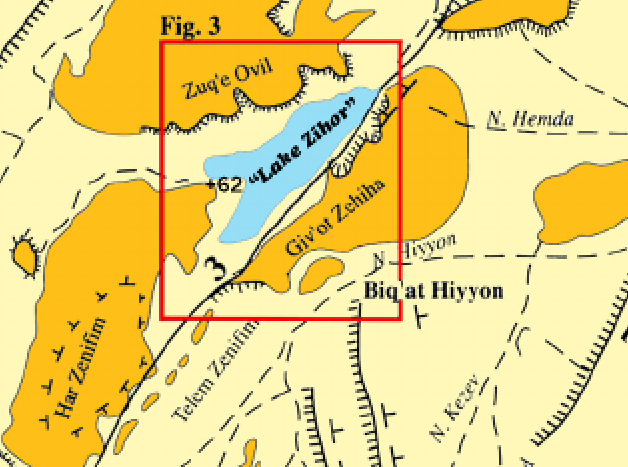 Fig. 3
Zuq'e Ovil
"Lake Zihor"
N. Hemda
+62
Giv'ot Zehiha
N. Hiyyon
3
Biq'at Hiyyon
Har Zenifim
Telem Zenifim
N. Kezev